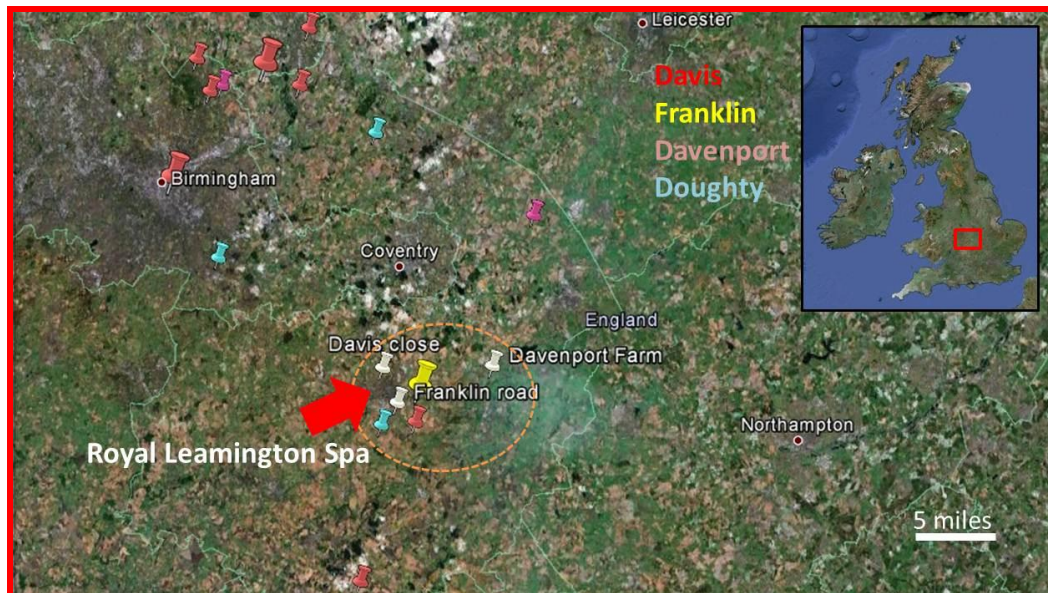 Leicester
Davis
Franklin
Davenport
Doughty
Birmingham
Coventry
England
Davis close
Davenport Farm
Franklin road
Northampton
Royal Leamington Spa
5 miles